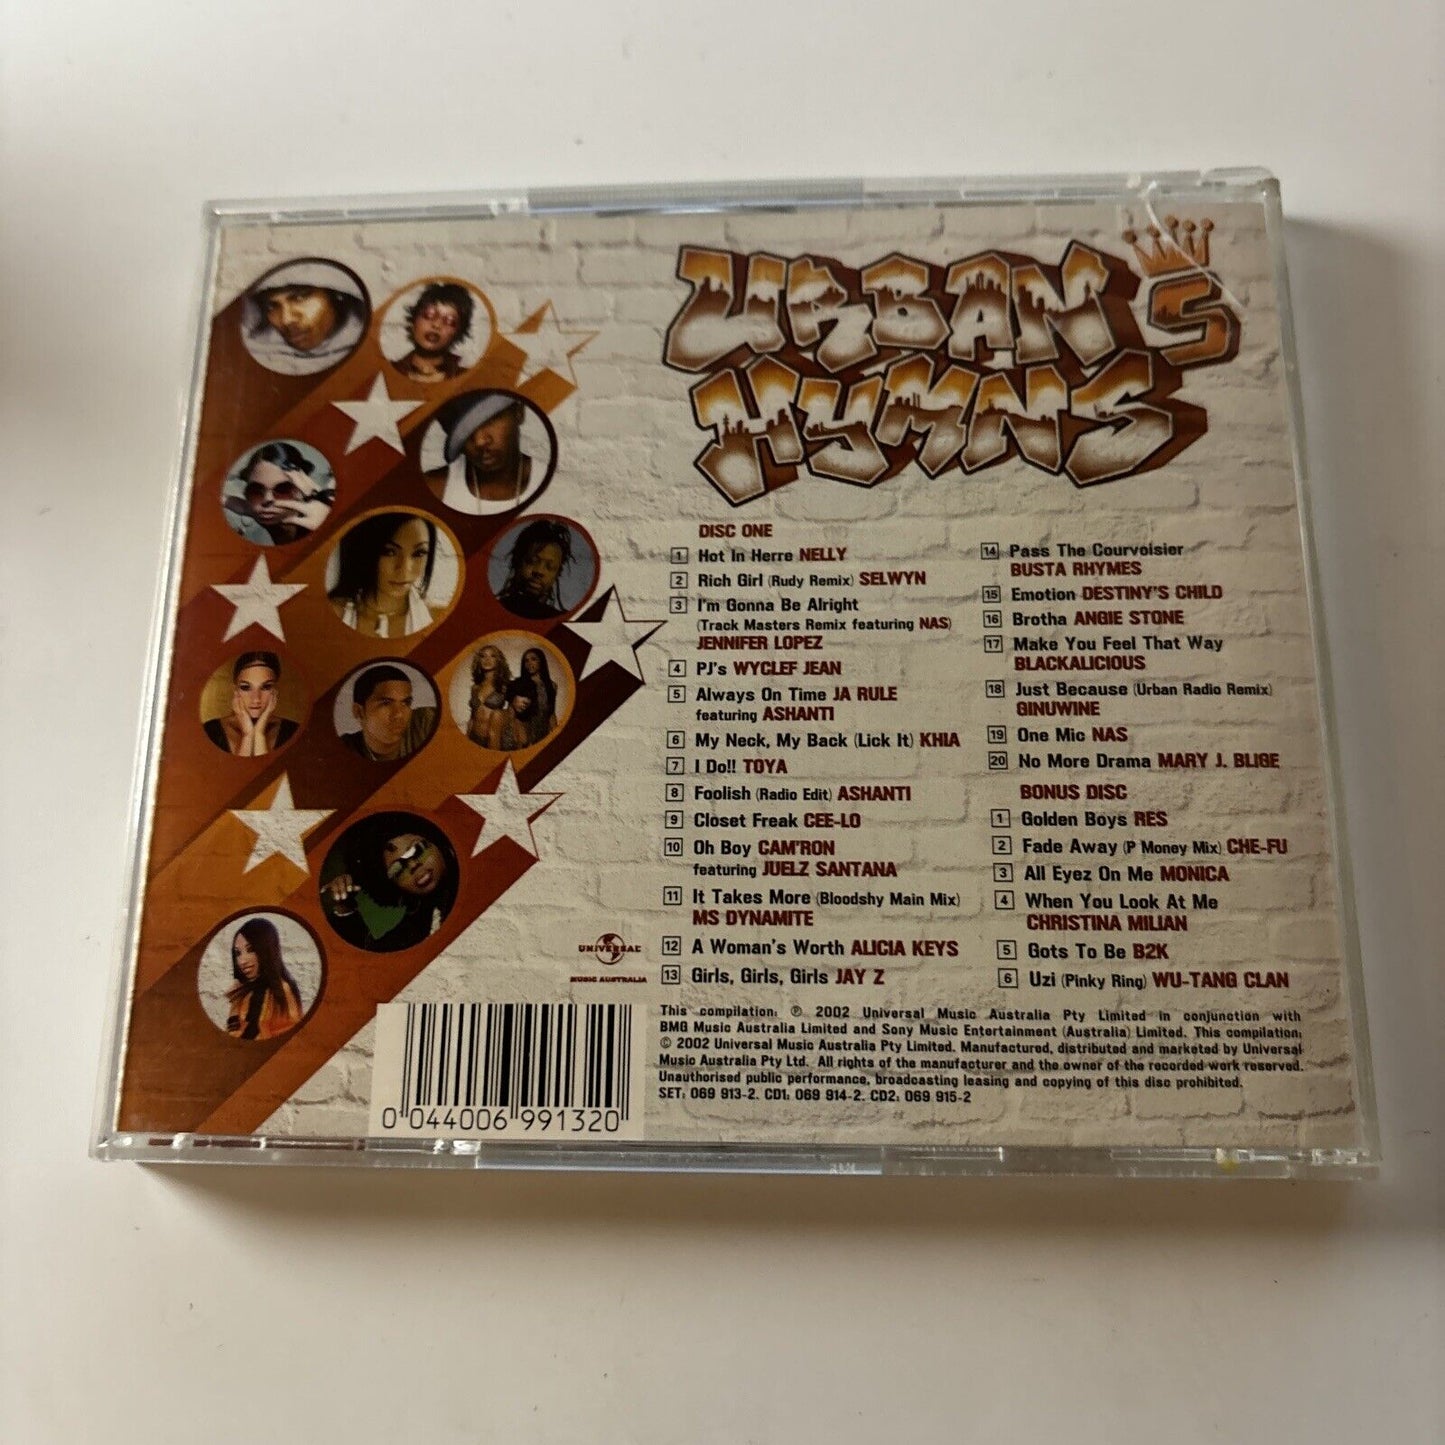 URBAN 5
HYMNS
DISC ONE
1 Hot In Herre NELLY
2 Rich Girl (Rudy Remix) SELWYN
3 I'm Gonna Be Alright
(Track Masters Remix featuring NAS)
JENNIFER LOPEZ
4 PJ's WYCLEF JEAN
5 Always On Time JA RULE
featuring ASHANTI
6 My Neck, My Back (Lick It) KHIA
7 I Do!! TOYA
8 Foolish (Radio Edit) ASHANTI
9 Closet Freak CEE-LO
10 Oh Boy CAM'RON
featuring JUELZ SANTANA
11 It Takes More (Bloodshy Main Mix)
MS DYNAMITE
12 A Woman's Worth ALICIA KEYS
13 Girls, Girls, Girls JAY Z
14 Pass The Courvoisier
BUSTA RHYMES
15 Emotion DESTINY'S CHILD
16 Brotha ANGIE STONE
17 Make You Feel That Way
BLACKALICIOUS
18 Just Because (Urban Radio Remix)
GINUWINE
19 One Mic NAS
20 No More Drama MARY J. BLIGE
BONUS DISC
1 Golden Boys RES
2 Fade Away (P Money Mix) CHE-FU
3 All Eyez On Me MONICA
4 When You Look At Me
CHRISTINA MILIAN
5 Gots To Be B2K
6 Uzi (Pinky Ring) WU-TANG CLAN
UNIVERSAL
MUSIC AUSTRALIA
This compilation: ℗ 2002 Universal Music Australia Pty Limited in conjunction with
BMG Music Australia Limited and Sony Music Entertainment (Australia) Limited. This compilation:
© 2002 Universal Music Australia Pty Limited. Manufactured, distributed and marketed by Universal
Music Australia Pty Ltd. All rights of the manufacturer and the owner of the recorded work reserved.
Unauthorised public performance, broadcasting leasing and copying of this disc prohibited.
SET: 069 913-2. CD1: 069 914-2. CD2: 069 915-2
0 044006 991320